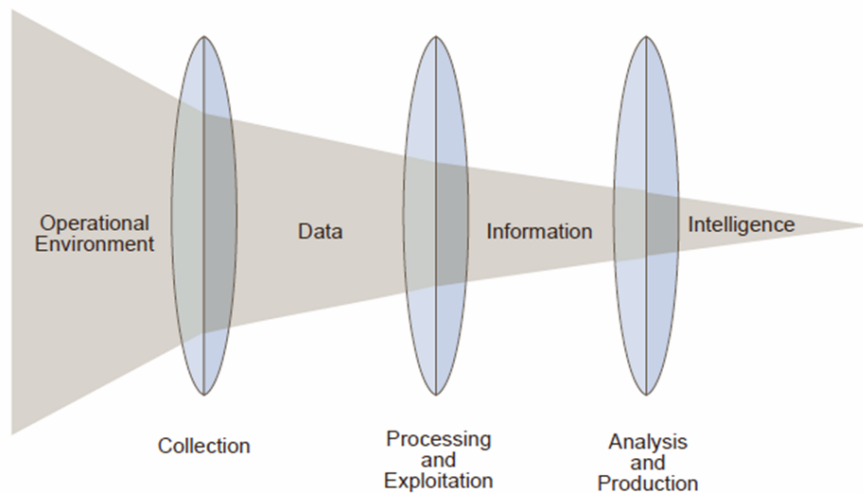 Operational
Environment
Data
Information
Intelligence
Collection
Processing
and
Exploitation
Analysis
and
Production